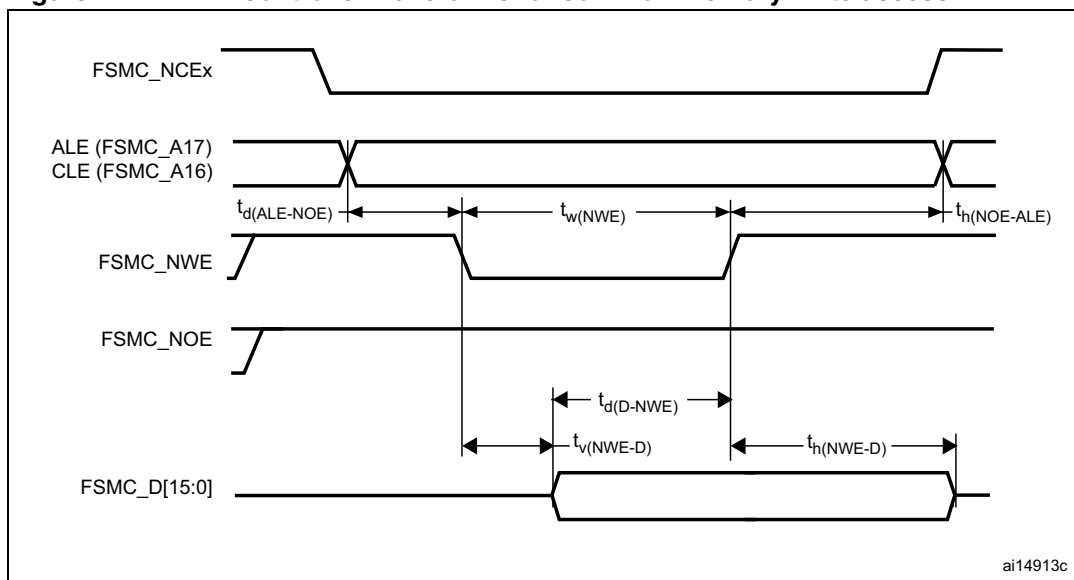 FSMC_NCEx
ALE (FSMC_A17)
CLE (FSMC_A16)
td(ALE-NOE)
tw(NWE)
th(NOE-ALE)
FSMC_NWE
FSMC_NOE
td(D-NWE)
tv(NWE-D)
th(NWE-D)
FSMC_D[15:0]
ai14913c